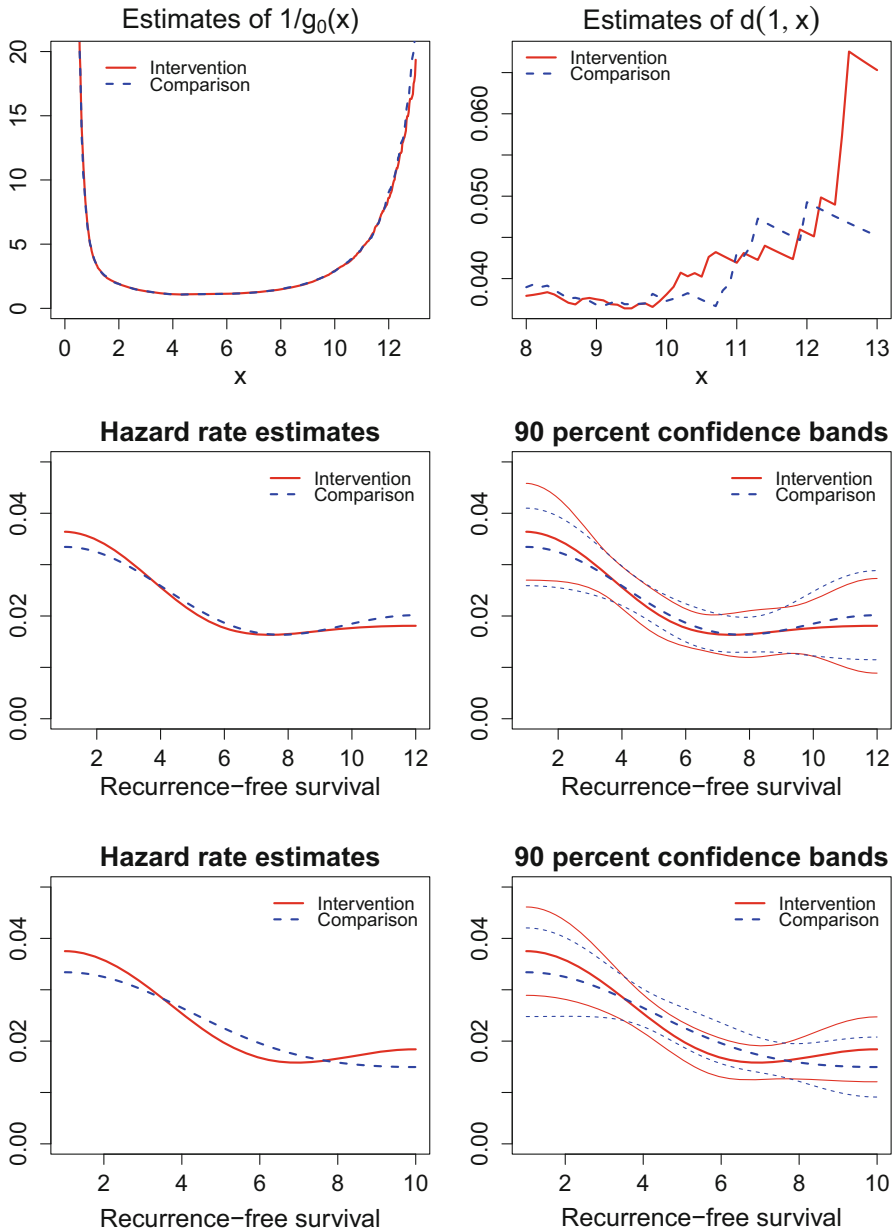 Estimates of 1/g₀(x)
20
15
10
5
0
Intervention
Comparison
0 2 4 6 8 10 12
x
Estimates of d(1, x)
0.060
0.050
0.040
Intervention
Comparison
8 9 10 11 12 13
x
Hazard rate estimates
0.04
0.02
0.00
Intervention
Comparison
2 4 6 8 10 12
Recurrence−free survival
90 percent confidence bands
0.04
0.02
0.00
Intervention
Comparison
2 4 6 8 10 12
Recurrence−free survival
Hazard rate estimates
0.04
0.02
0.00
Intervention
Comparison
2 4 6 8 10
Recurrence−free survival
90 percent confidence bands
0.04
0.02
0.00
Intervention
Comparison
2 4 6 8 10
Recurrence−free survival